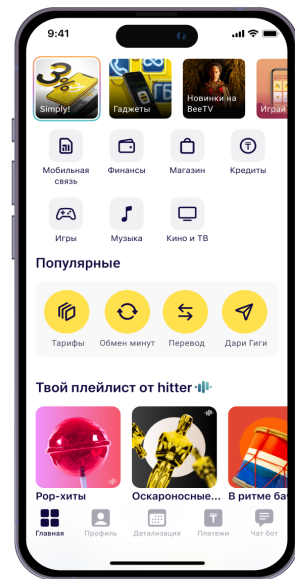 9:41
3%
Simply!
Гаджеты
Новинки на
BeeTV
Играй
Мобильная
связь
Финансы
Магазин
Кредиты
Игры
Музыка
Кино и ТВ
Популярные
Тарифы
Обмен минут
Перевод
Дари Гиги
Твой плейлист от hitter
Pop-хиты
Оскароносные...
В ритме ба
Главная
Профиль
Детализация
Платежи
Чат бот